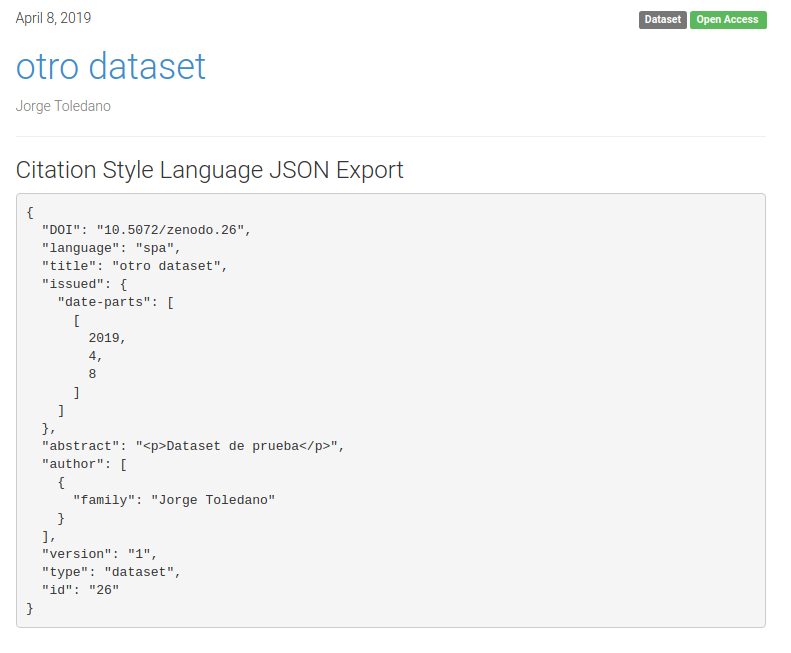 April 8, 2019
Dataset Open Access
otro dataset
Jorge Toledano
Citation Style Language JSON Export
{
  "DOI": "10.5072/zenodo.26",
  "language": "spa",
  "title": "otro dataset",
  "issued": {
    "date-parts": [
      [
        2019,
        4,
        8
      ]
    ]
  },
  "abstract": "<p>Dataset de prueba</p>",
  "author": [
    {
      "family": "Jorge Toledano"
    }
  ],
  "version": "1",
  "type": "dataset",
  "id": "26"
}